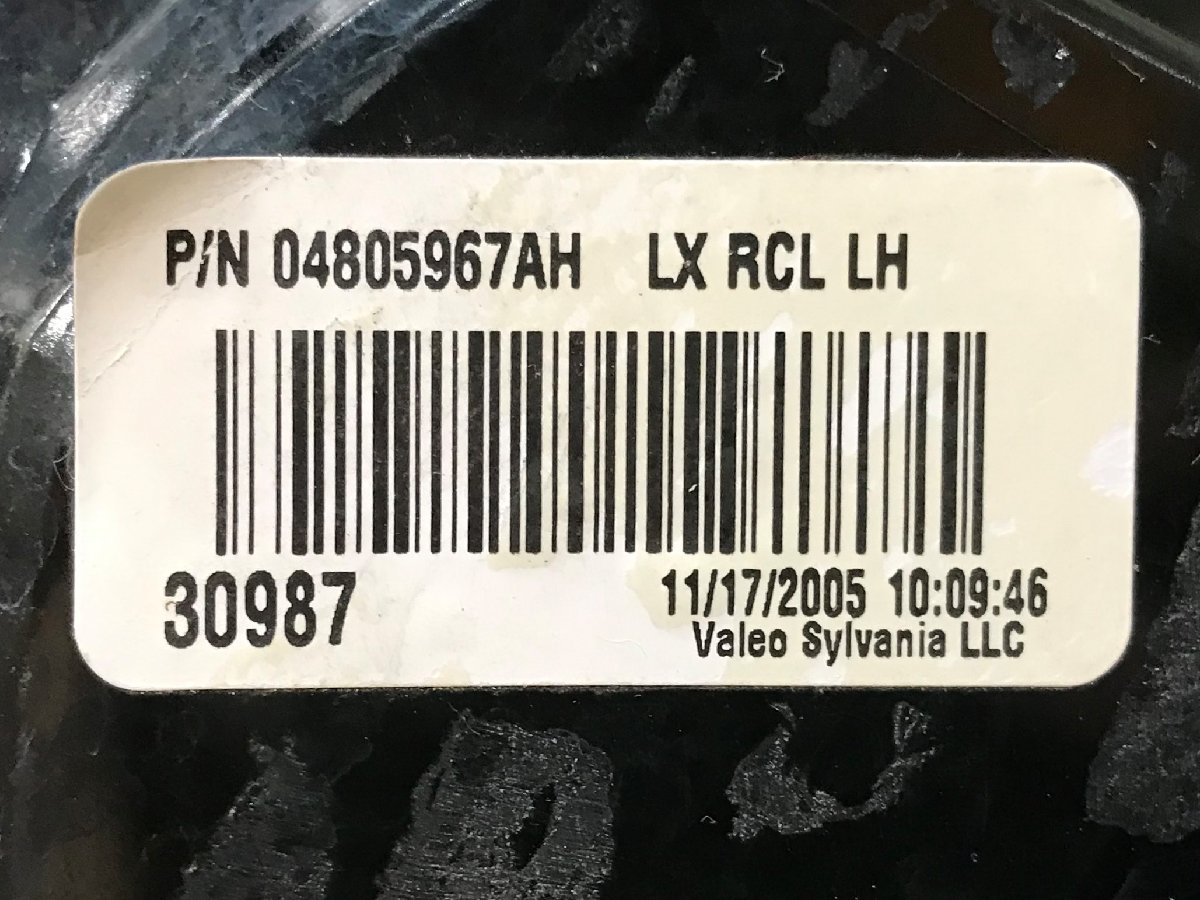 P/N 04805967AH LX RCL LH
30987
11/17/2005 10:09:46
Valeo Sylvania LLC